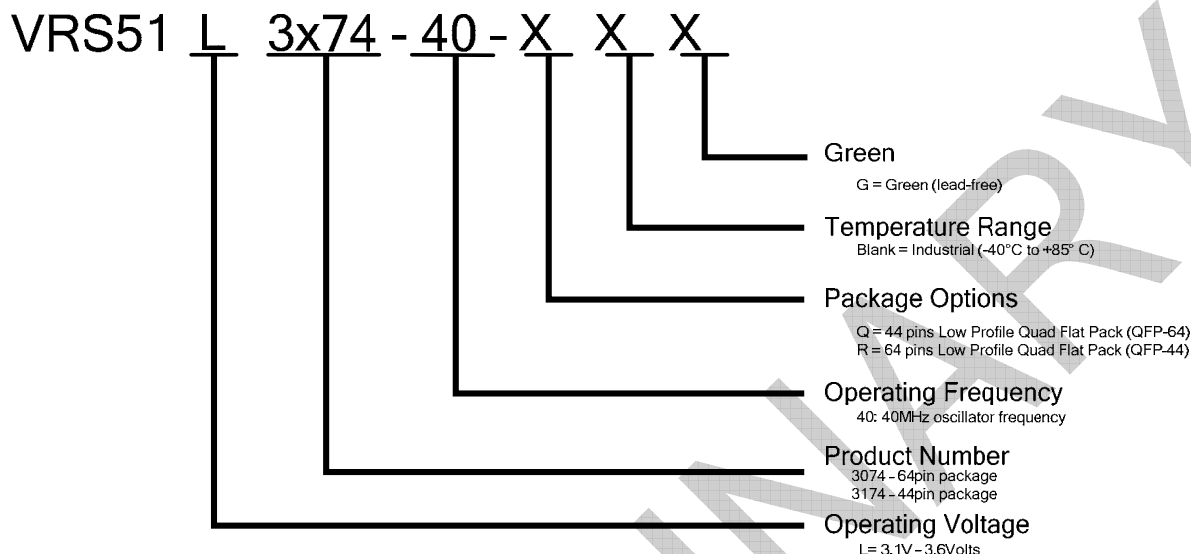 VRS51 L 3x74 - 40 - X X X
Green
G = Green (lead-free)
Temperature Range
Blank = Industrial (-40°C to +85° C)
Package Options
Q = 44 pins Low Profile Quad Flat Pack (QFP-64)
R = 64 pins Low Profile Quad Flat Pack (QFP-44)
Operating Frequency
40: 40MHz oscillator frequency
Product Number
3074 - 64pin package
3174 - 44pin package
Operating Voltage
L= 3.1V - 3.6Volts
INARY